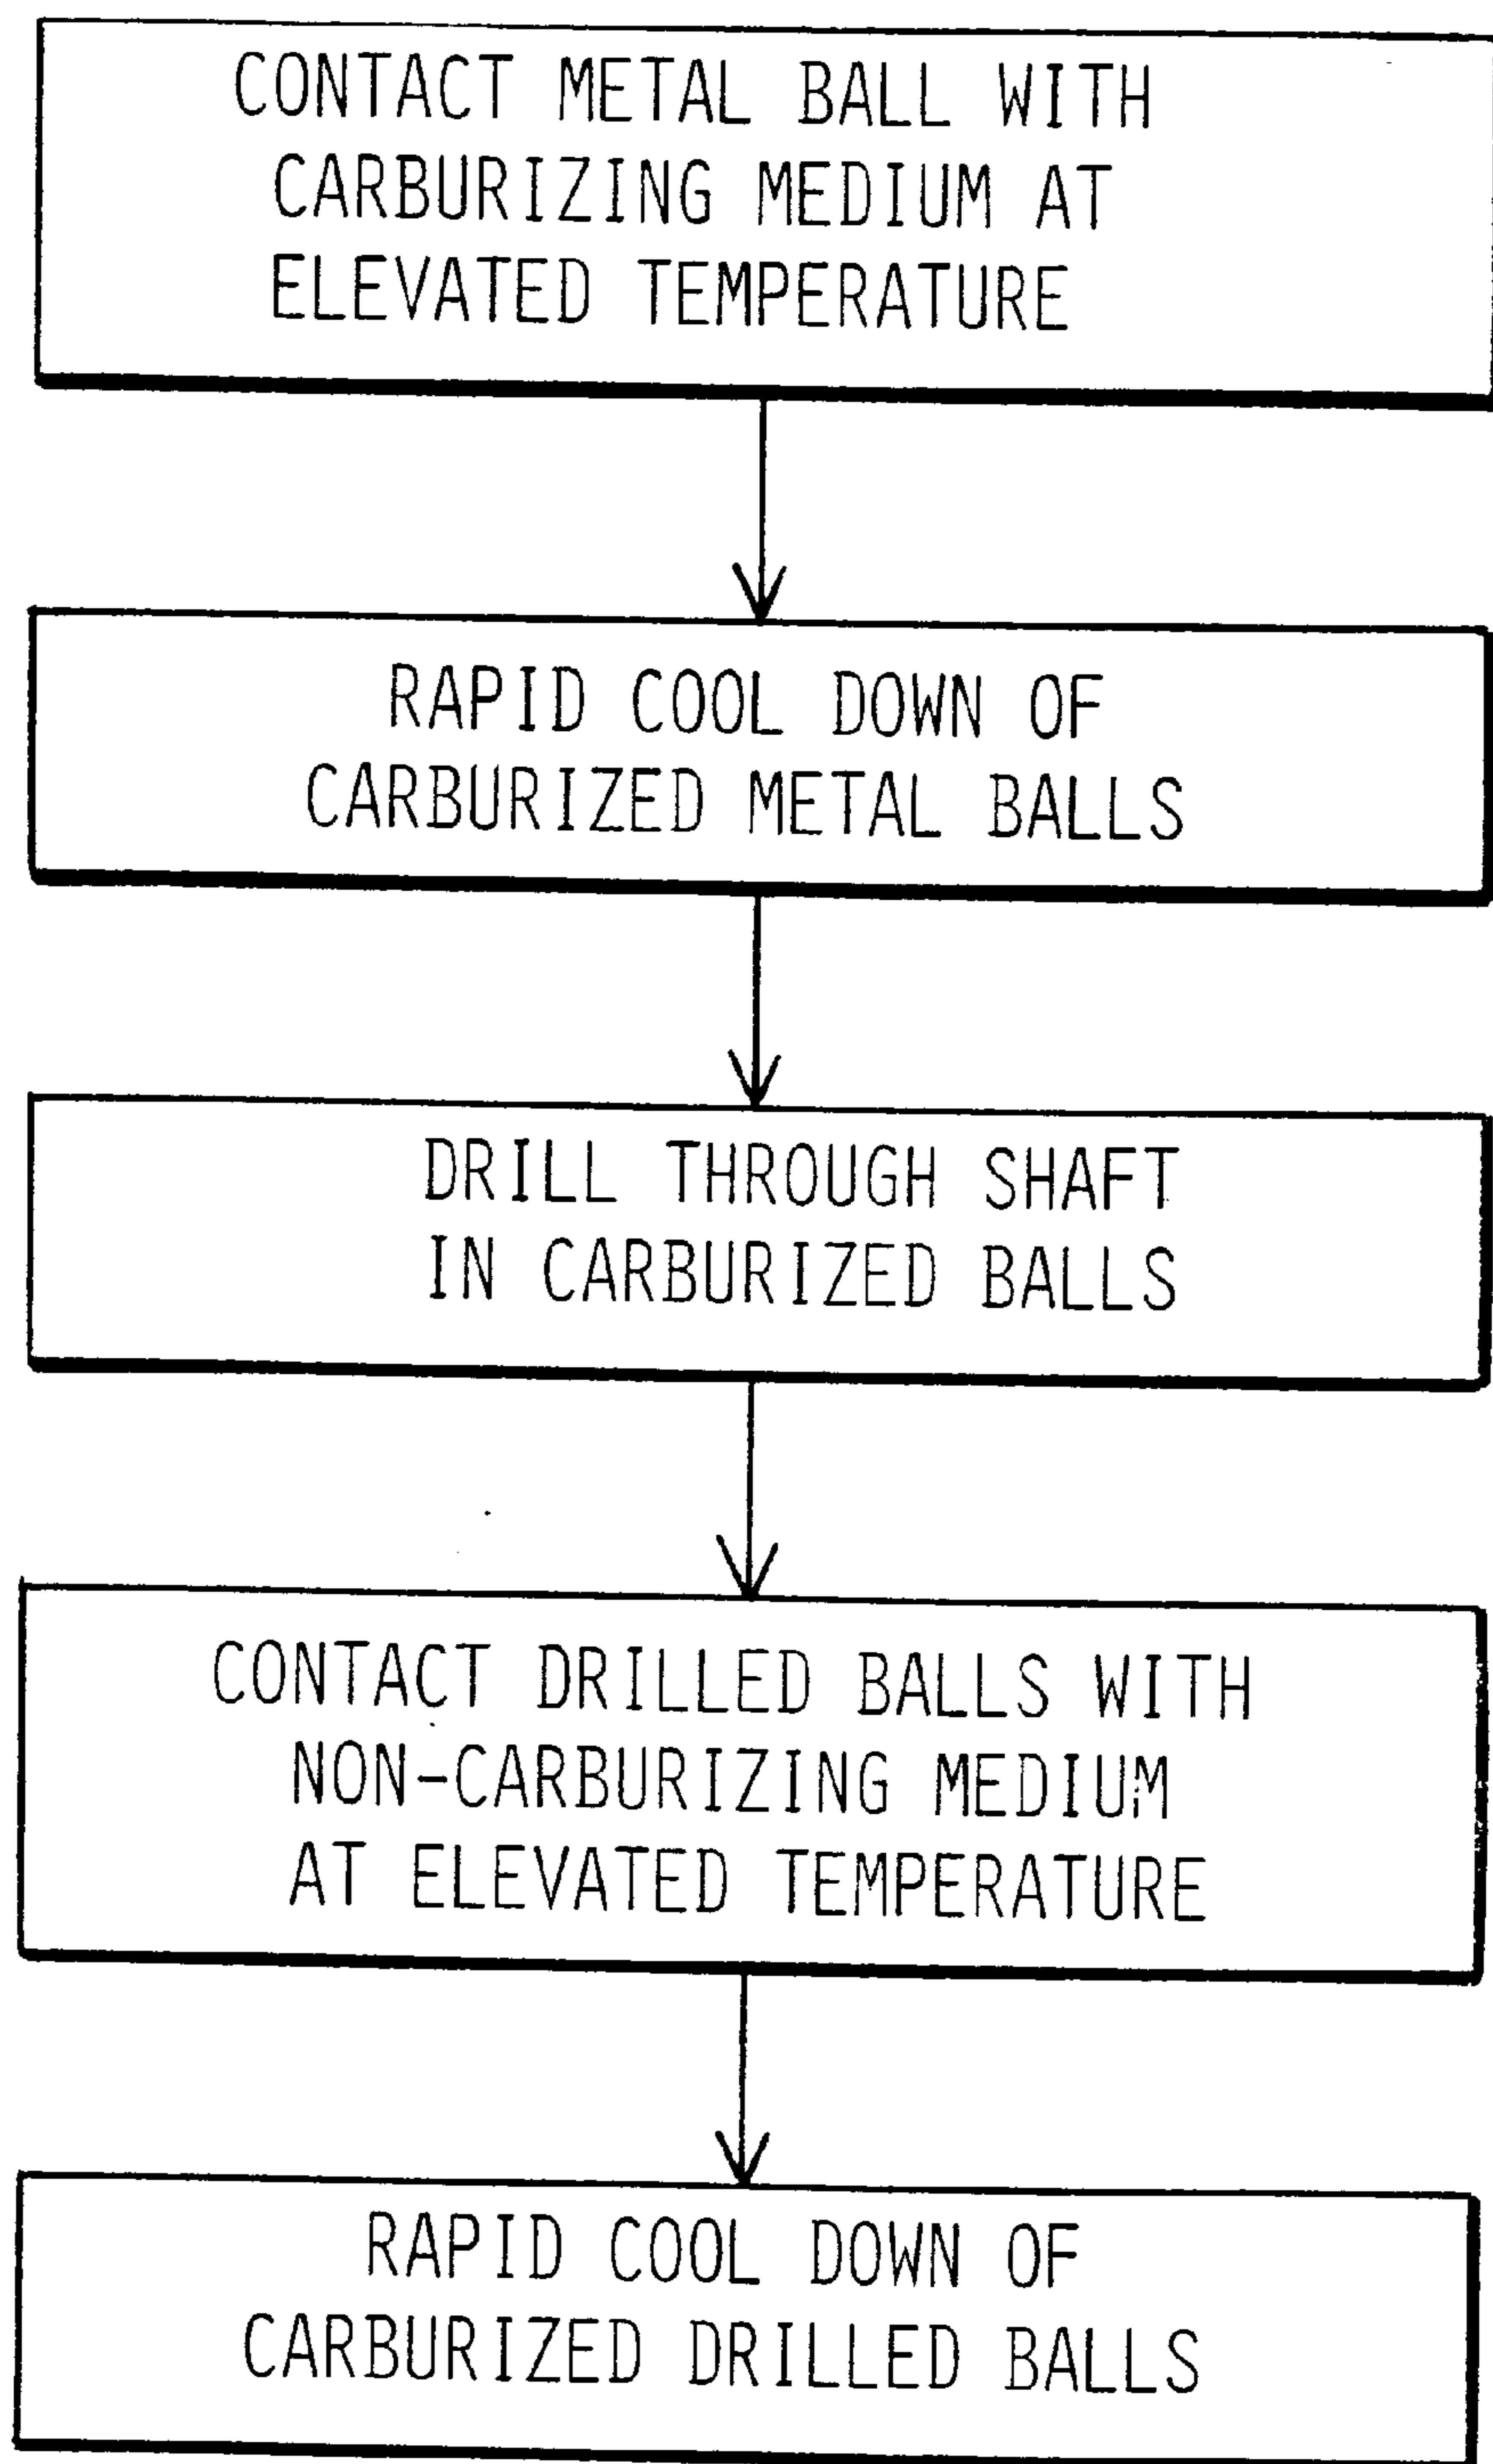 CONTACT METAL BALL WITH
CARBURIZING MEDIUM AT
ELEVATED TEMPERATURE
RAPID COOL DOWN OF
CARBURIZED METAL BALLS
DRILL THROUGH SHAFT
IN CARBURIZED BALLS
CONTACT DRILLED BALLS WITH
NON-CARBURIZING MEDIUM
AT ELEVATED TEMPERATURE
RAPID COOL DOWN OF
CARBURIZED DRILLED BALLS